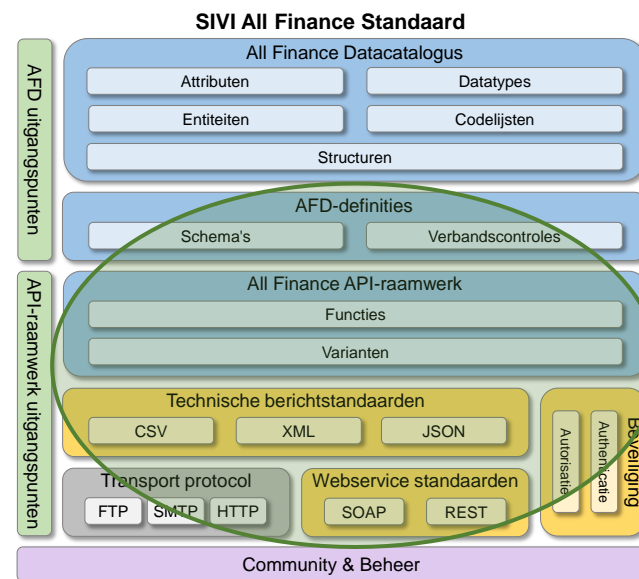 SIVI All Finance Standaard
AFD uitgangspunten
All Finance Datacatalogus
Attributen
Datatypes
Entiteiten
Codelijsten
Structuren
AFD-definities
Schema's
Verbandscontroles
API-raamwerk uitgangspunten
All Finance API-raamwerk
Functies
Varianten
Technische berichtstandaarden
CSV
XML
JSON
Beveiliging
Autorisatie
Authenticatie
Transport protocol
FTP
SMTP
HTTP
Webservice standaarden
SOAP
REST
Community & Beheer